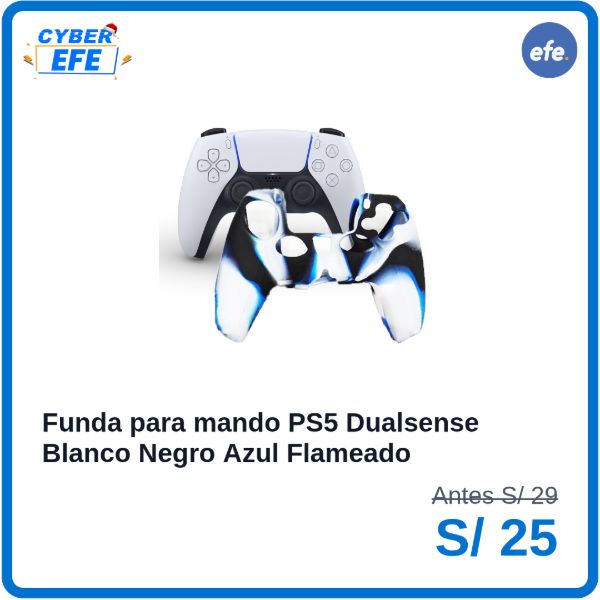 CYBER
EFE
efe.
Funda para mando PS5 Dualsense
Blanco Negro Azul Flameado
Antes S/ 29
S/ 25